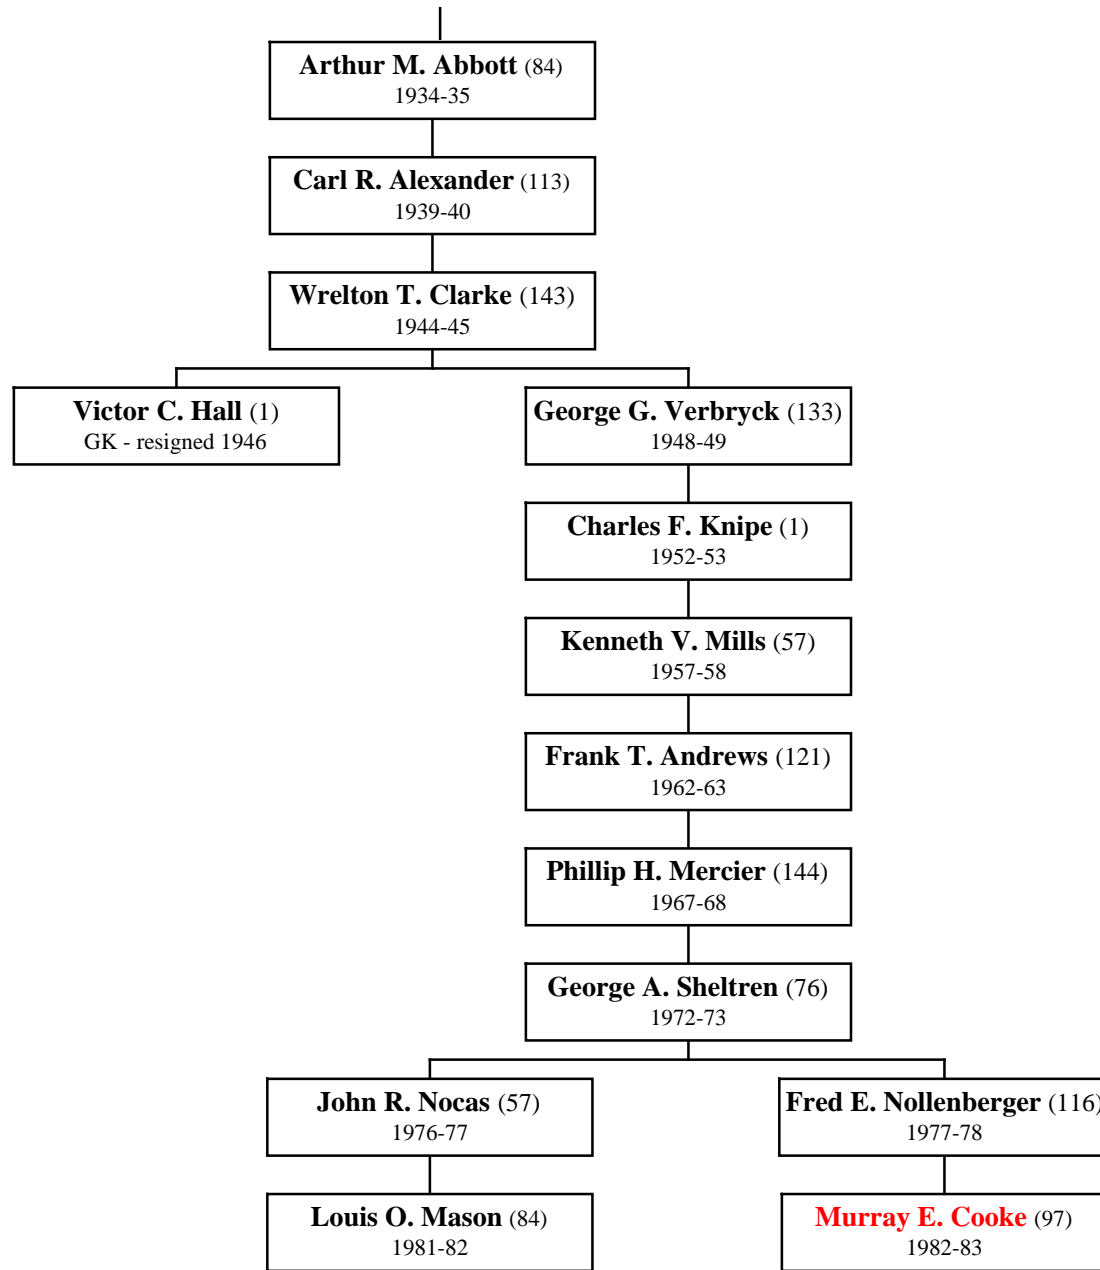 Arthur M. Abbott (84)
1934-35
Carl R. Alexander (113)
1939-40
Wrelton T. Clarke (143)
1944-45
Victor C. Hall (1)
GK - resigned 1946
George G. Verbryck (133)
1948-49
Charles F. Knipe (1)
1952-53
Kenneth V. Mills (57)
1957-58
Frank T. Andrews (121)
1962-63
Phillip H. Mercier (144)
1967-68
George A. Sheltren (76)
1972-73
John R. Nocas (57)
1976-77
Fred E. Nollenberger (116)
1977-78
Louis O. Mason (84)
1981-82
Murray E. Cooke (97)
1982-83